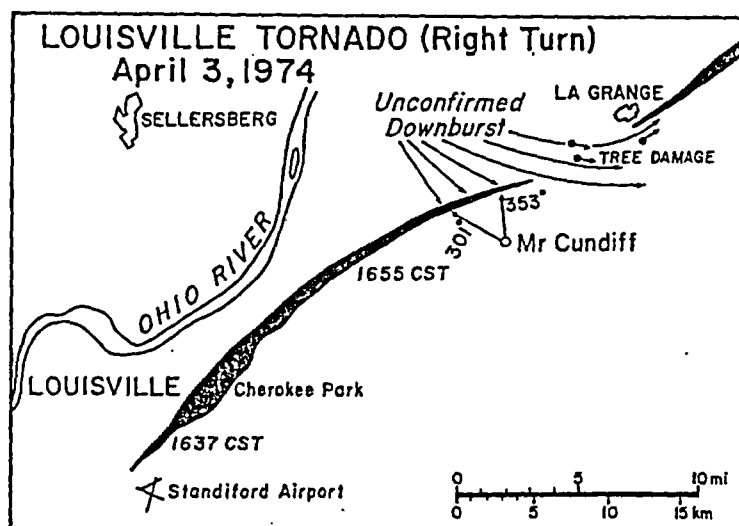 LOUISVILLE TORNADO (Right Turn)
April 3, 1974
SELLERSBERG
Unconfirmed
Downburst
LA GRANGE
TREE DAMAGE
353°
301°
Mr Cundiff
OHIO RIVER
1655 CST
LOUISVILLE
Cherokee Park
1637 CST
Standiford Airport
0 10 mi
0 5 10 15 km